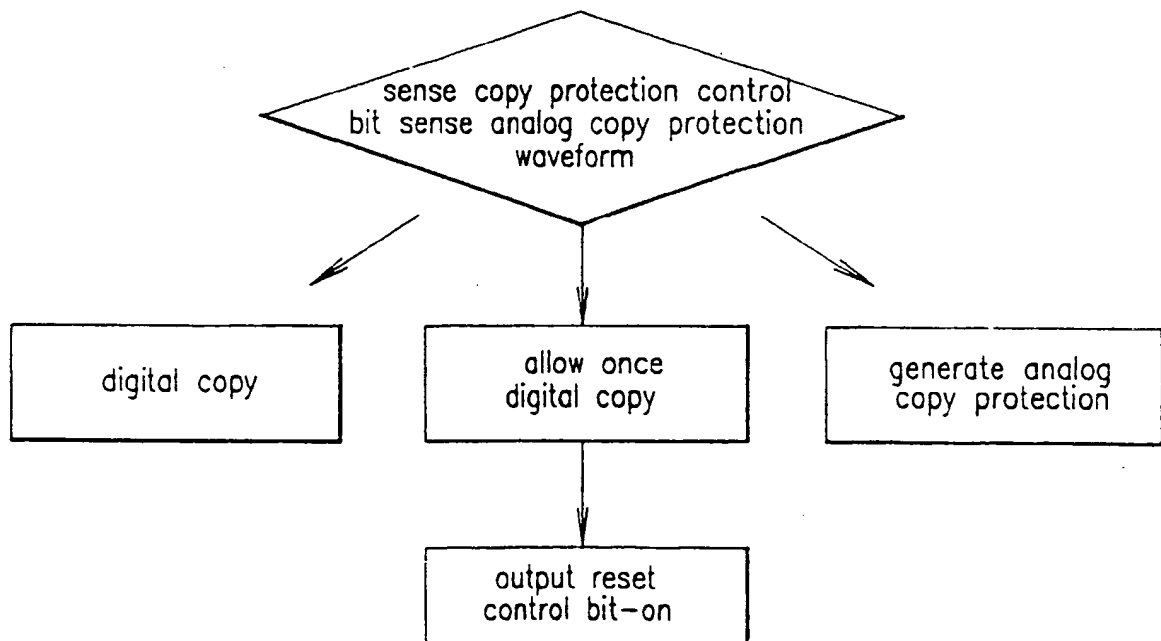 sense copy protection control
bit sense analog copy protection
waveform
digital copy
allow once
digital copy
generate analog
copy protection
output reset
control bit-on